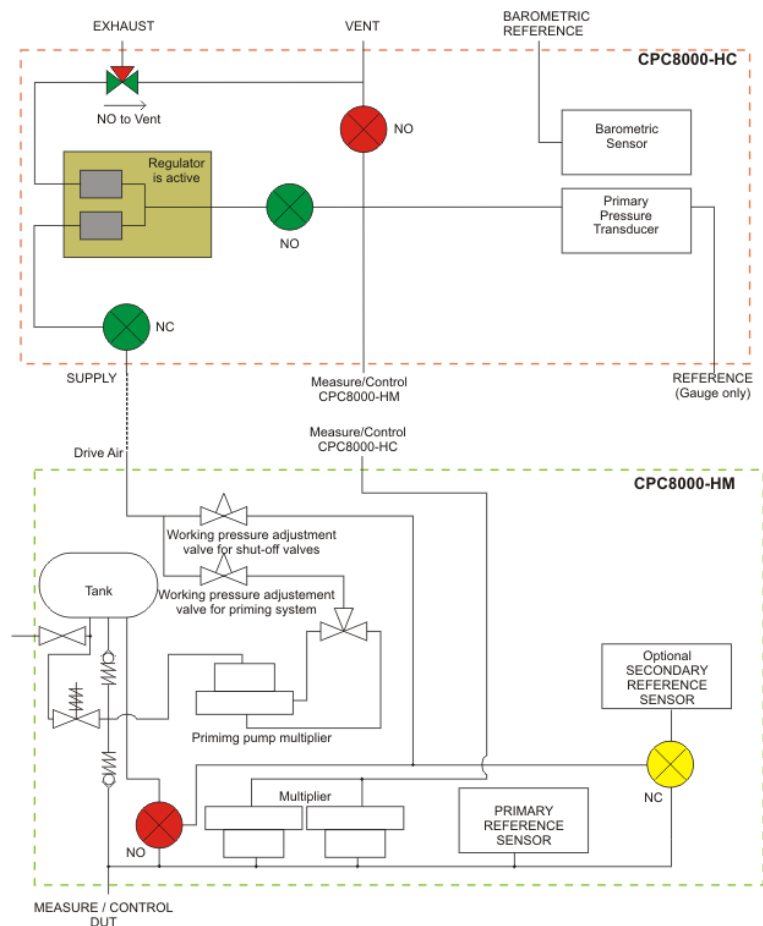 EXHAUST
VENT
BAROMETRIC
REFERENCE
CPC8000-HC
NO to Vent
NO
Barometric
Sensor
Regulator
is active
Primary
Pressure
Transducer
NO
NC
SUPPLY
Measure/Control
CPC8000-HM
REFERENCE
(Gauge only)
Measure/Control
CPC8000-HC
Drive Air
CPC8000-HM
Working pressure adjustment
valve for shut-off valves
Tank
Working pressure adjustement
valve for priming system
Optional
SECONDARY
REFERENCE
SENSOR
Primimg pump multiplier
NC
Multiplier
PRIMARY
REFERENCE
SENSOR
NO
MEASURE / CONTROL
DUT